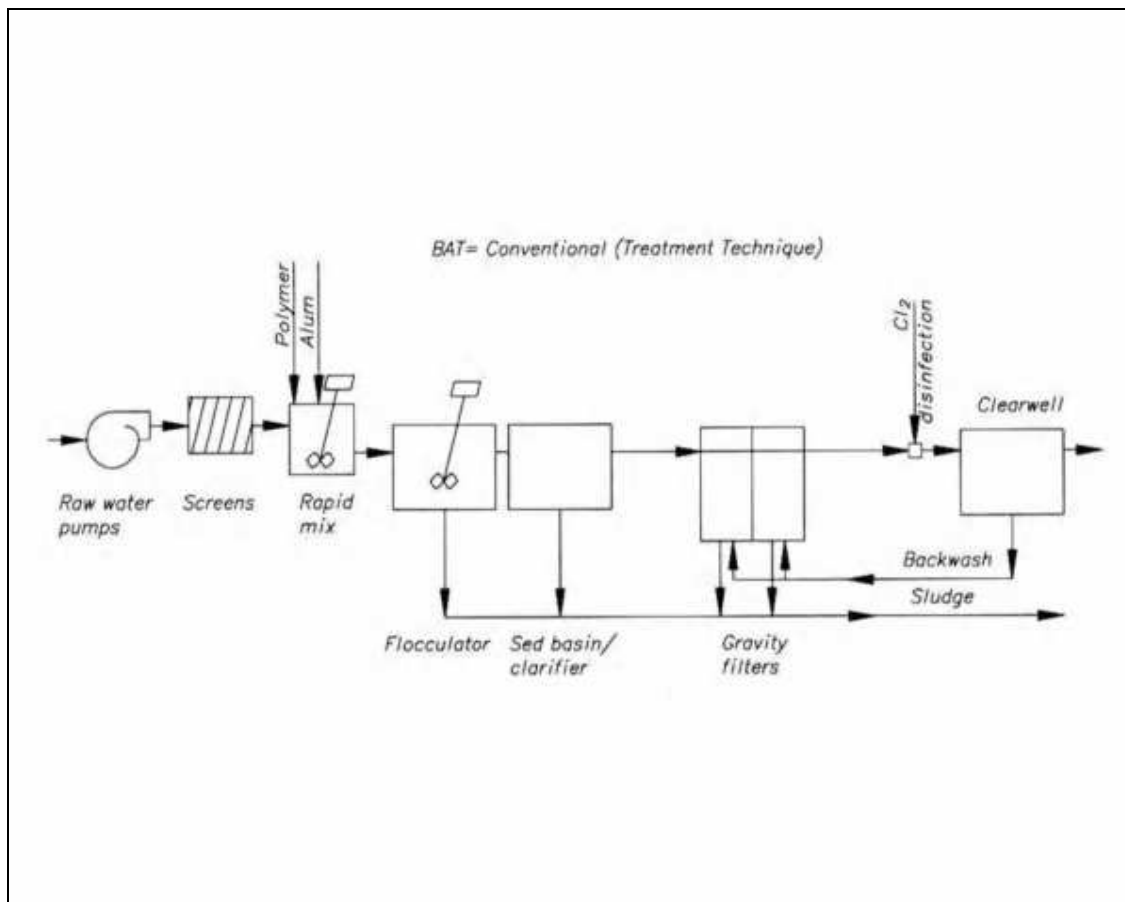 BAT= Conventional (Treatment Technique)
Polymer
Alum
Cl2
disinfection
Clearwell
Raw water
pumps
Screens
Rapid
mix
Backwash
Sludge
Flocculator
Sed basin/
clarifier
Gravity
filters